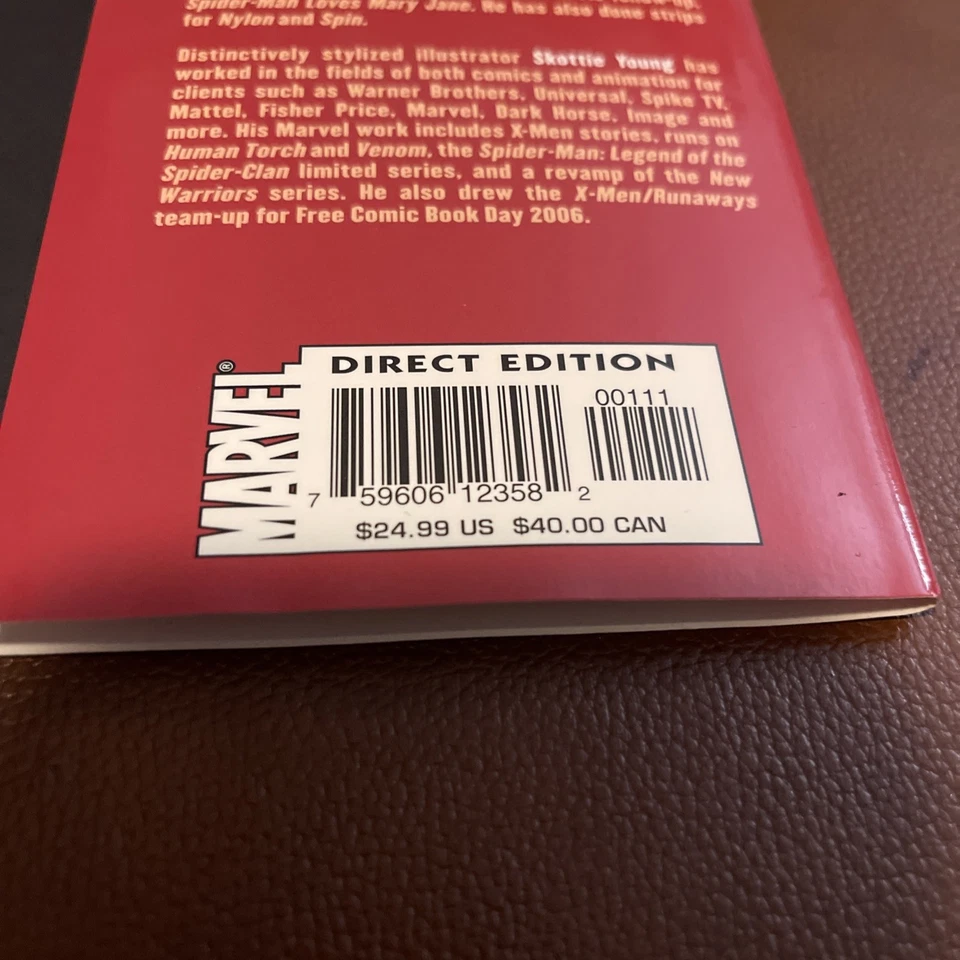 Spider-Man Loves Mary Jane. He has also done strips
for Nylon and Spin.
Distinctively stylized illustrator Skottie Young has
worked in the fields of both comics and animation for
clients such as Warner Brothers, Universal, Spike TV,
Mattel, Fisher Price, Marvel, Dark Horse, Image and
more. His Marvel work includes X-Men stories, runs on
Human Torch and Venom, the Spider-Man: Legend of the
Spider-Clan limited series, and a revamp of the New
Warriors series. He also drew the X-Men/Runaways
team-up for Free Comic Book Day 2006.
MARVEL®
DIRECT EDITION
00111
7 59606 12358 2
$24.99 US $40.00 CAN